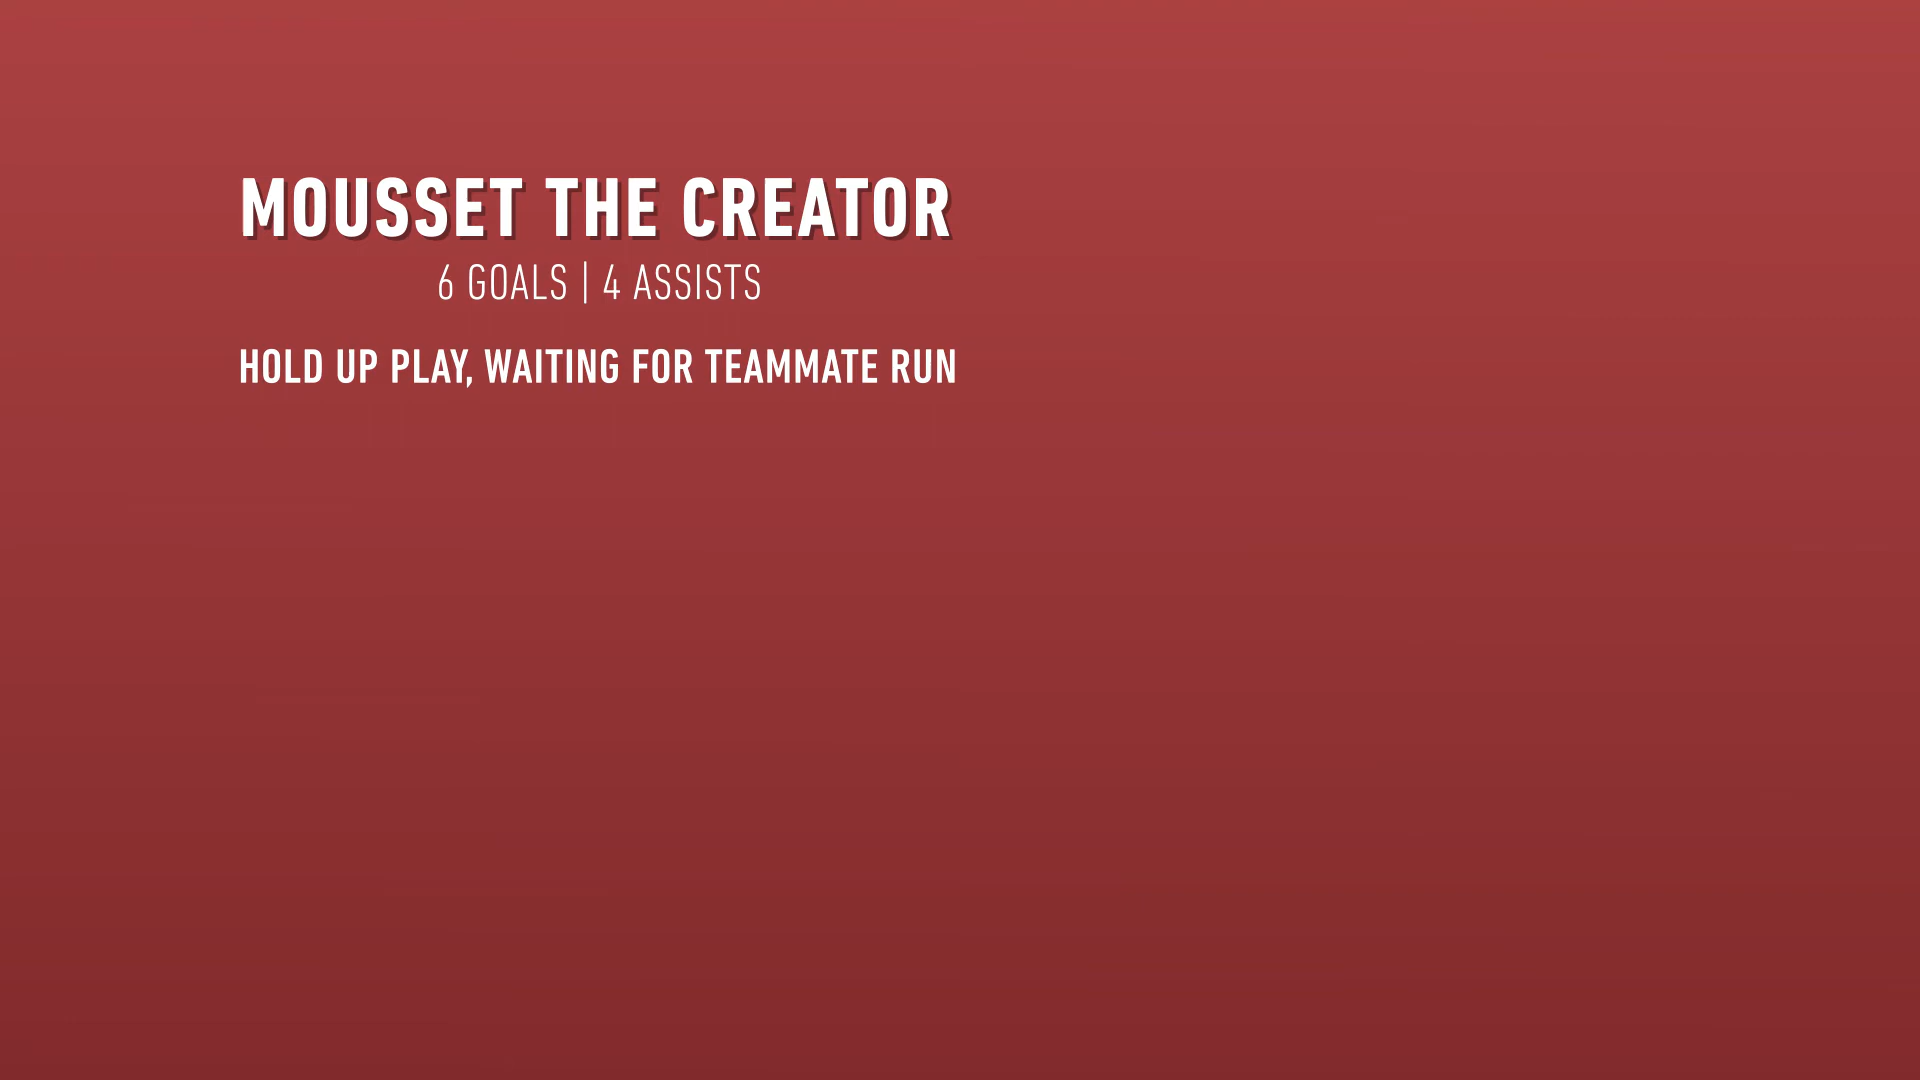 MOUSSET THE CREATOR
6 GOALS | 4 ASSISTS
HOLD UP PLAY, WAITING FOR TEAMMATE RUN